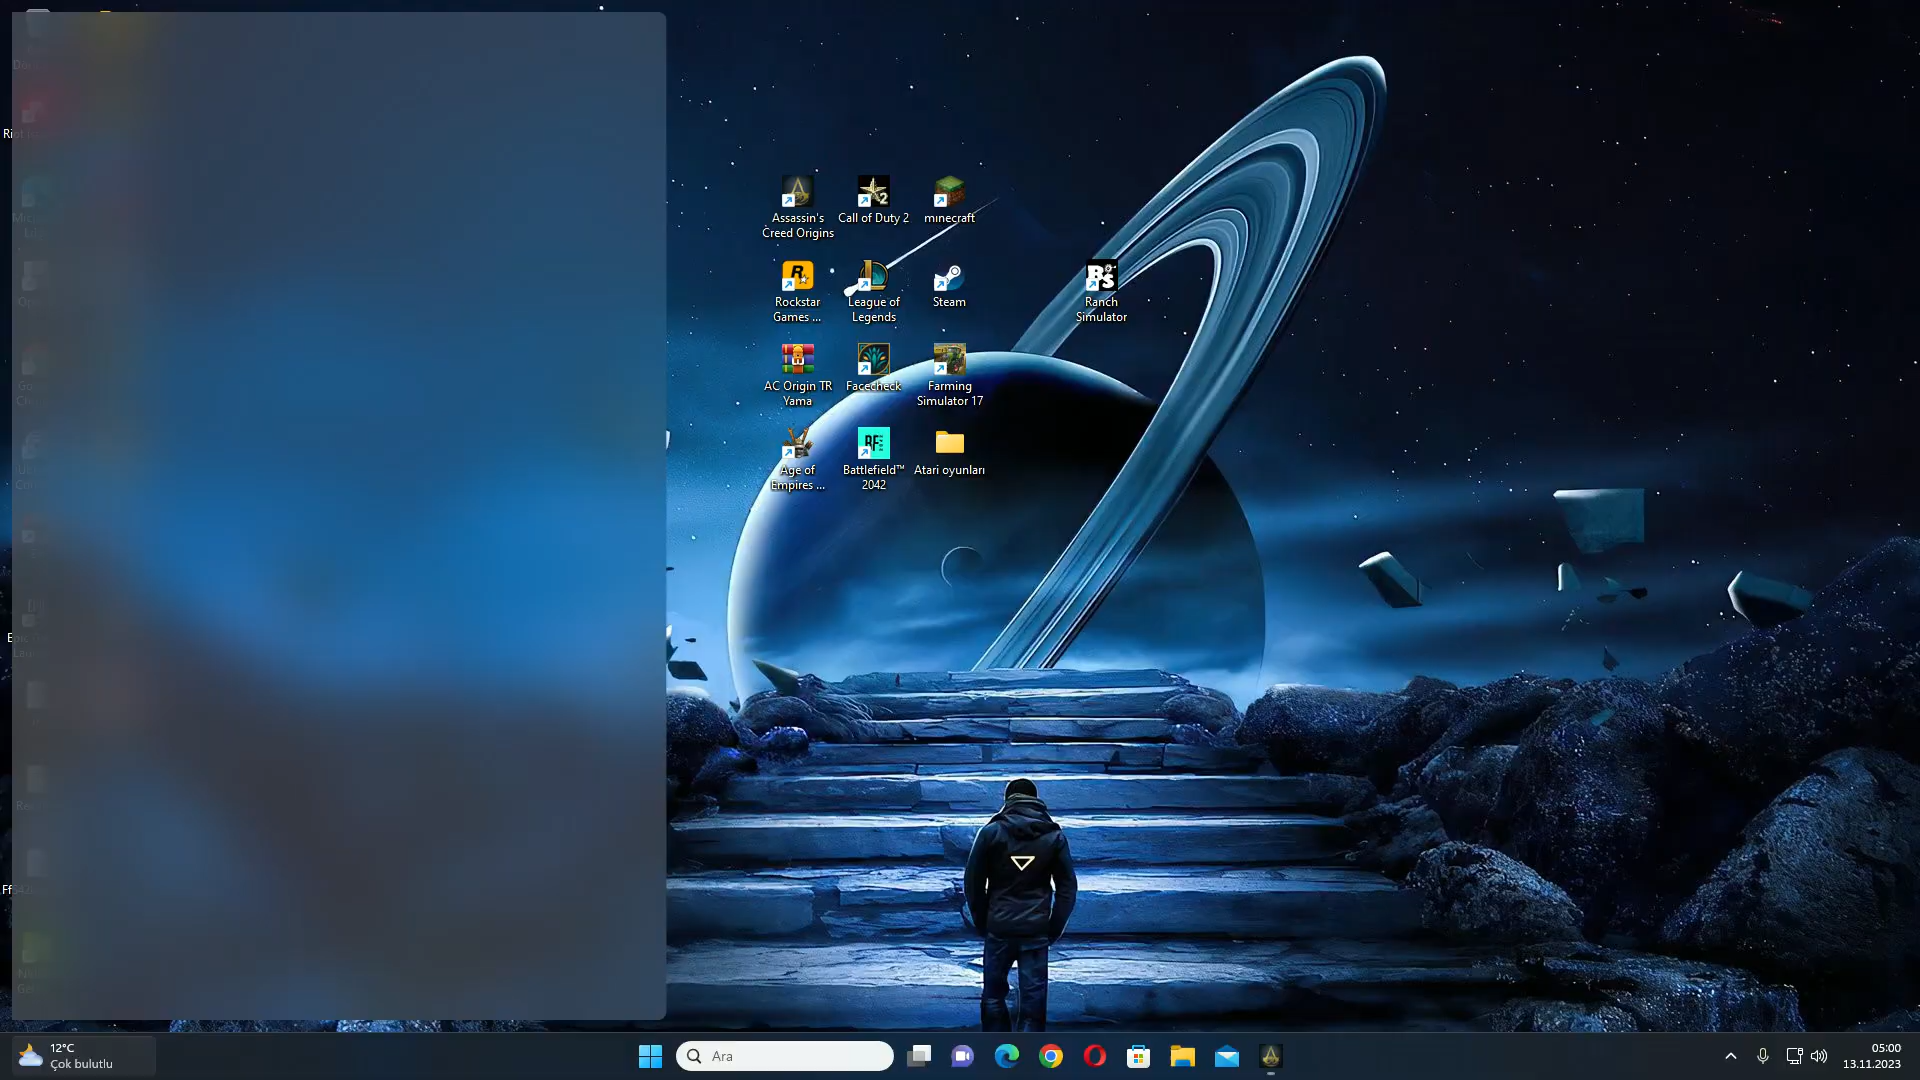 Assassin's
Creed Origins
Call of Duty 2
mınecraft
Rockstar
Games ...
League of
Legends
Steam
Ranch
Simulator
AC Origin TR
Yama
Facecheck
Farming
Simulator 17
Age of
Empires ...
Battlefield™
2042
Atari oyunları
12°C
Çok bulutlu
Ara
05:00
13.11.2023